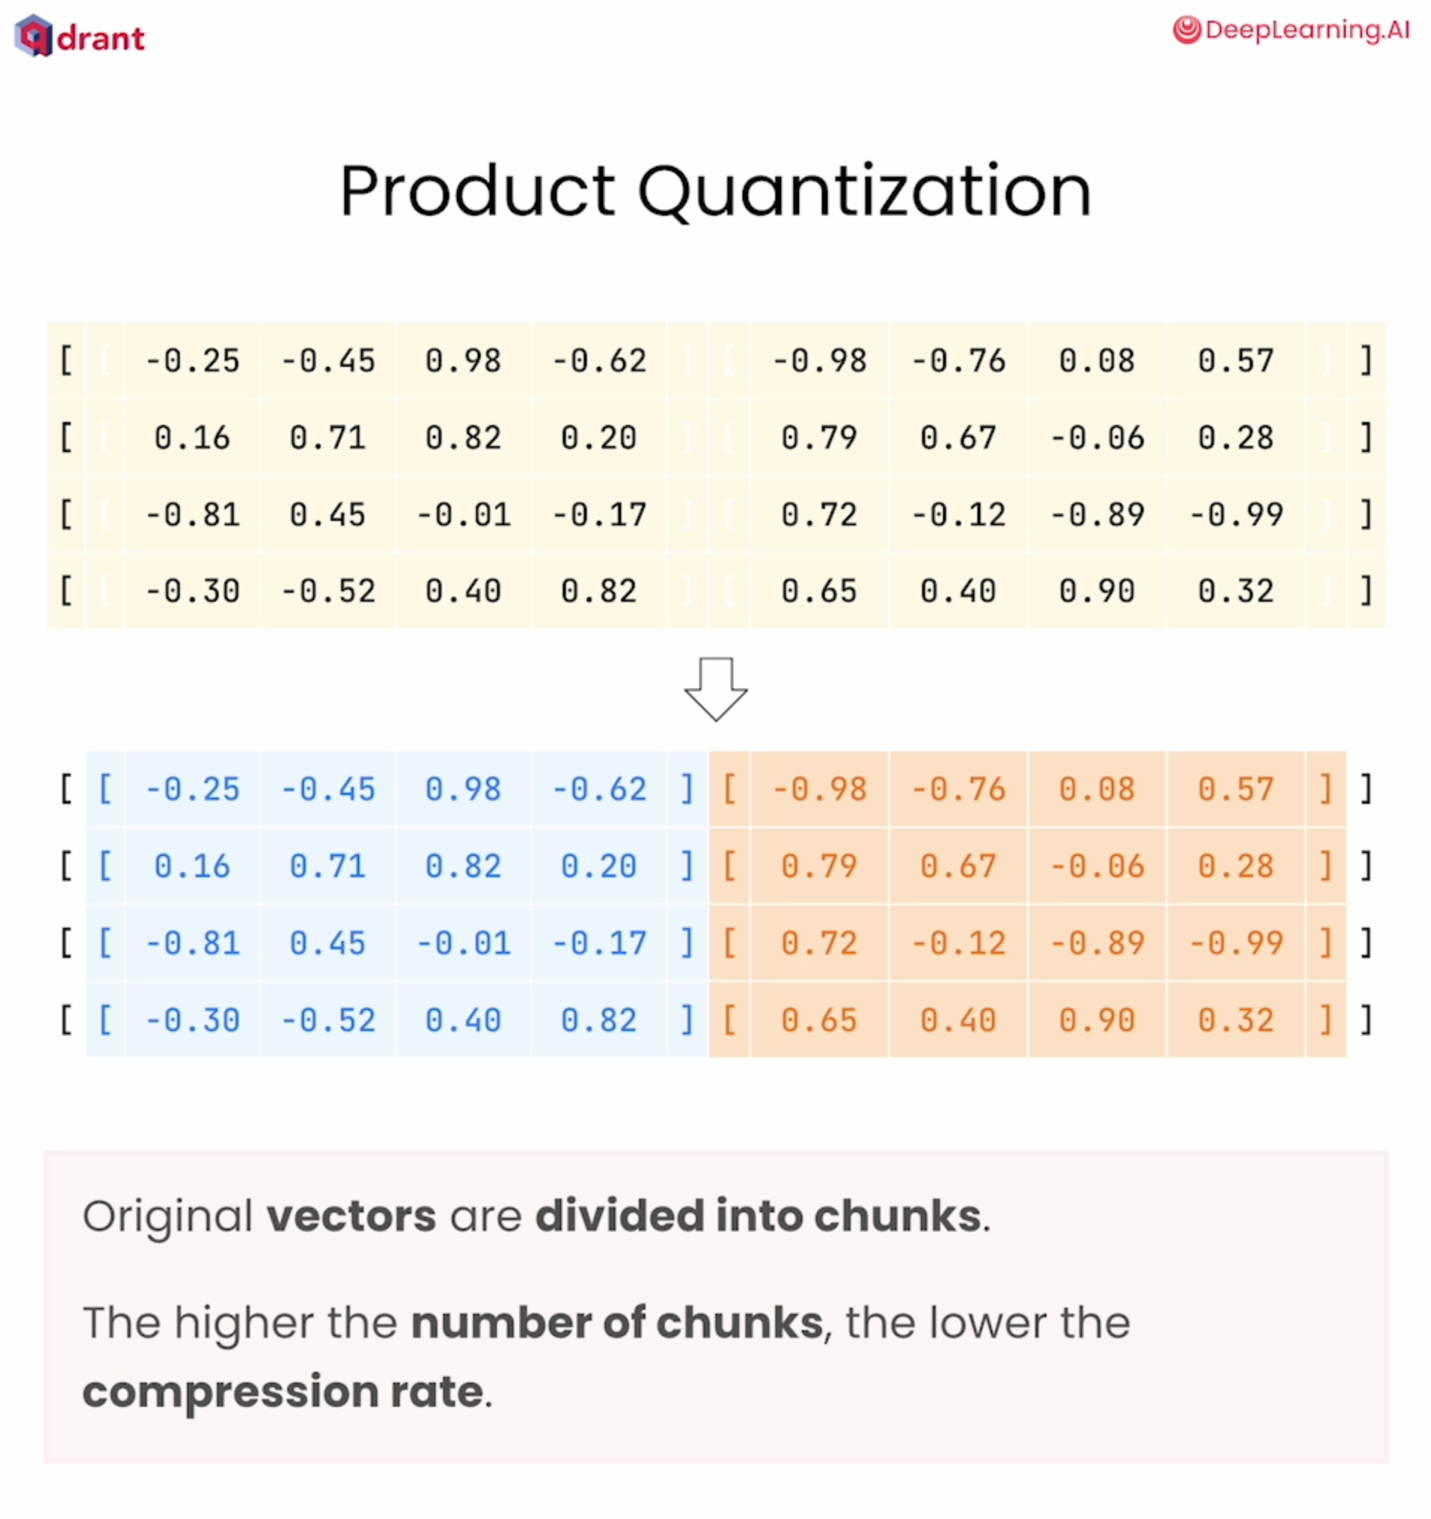 qdrant
DeepLearning.AI
Product Quantization
[ [ -0.25 -0.45 0.98 -0.62 ] [ -0.98 -0.76 0.08 0.57 ] ]
[ [ 0.16 0.71 0.82 0.20 ] [ 0.79 0.67 -0.06 0.28 ] ]
[ [ -0.81 0.45 -0.01 -0.17 ] [ 0.72 -0.12 -0.89 -0.99 ] ]
[ [ -0.30 -0.52 0.40 0.82 ] [ 0.65 0.40 0.90 0.32 ] ]
[ [ -0.25 -0.45 0.98 -0.62 ] [ -0.98 -0.76 0.08 0.57 ] ]
[ [ 0.16 0.71 0.82 0.20 ] [ 0.79 0.67 -0.06 0.28 ] ]
[ [ -0.81 0.45 -0.01 -0.17 ] [ 0.72 -0.12 -0.89 -0.99 ] ]
[ [ -0.30 -0.52 0.40 0.82 ] [ 0.65 0.40 0.90 0.32 ] ]
Original vectors are divided into chunks.
The higher the number of chunks, the lower the
compression rate.